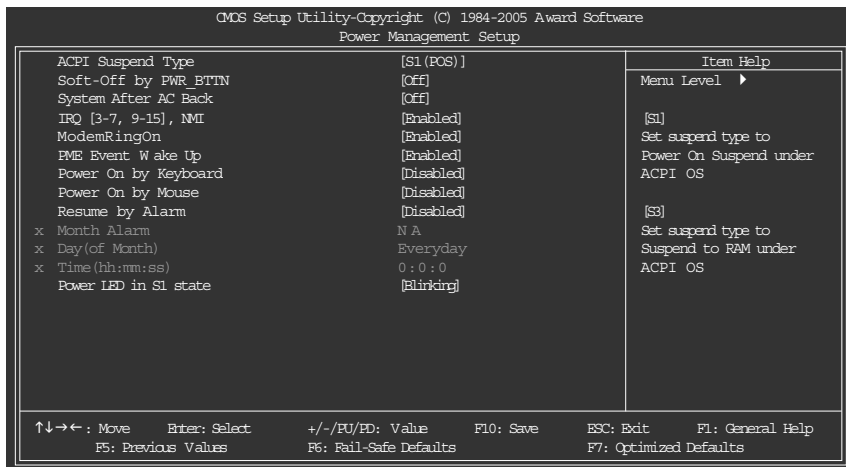 CMOS Setup Utility-Copyright (C) 1984-2005 Award Software
Power Management Setup
ACPI Suspend Type [S1(POS)]
Soft-Off by PWR_BTTN [Off]
System After AC Back [Off]
IRQ [3-7, 9-15], NMI [Enabled]
ModemRingOn [Enabled]
PME Event Wake Up [Enabled]
Power On by Keyboard [Disabled]
Power On by Mouse [Disabled]
Resume by Alarm [Disabled]
x Month Alarm NA
x Day(of Month) Everyday
x Time(hh:mm:ss) 0:0:0
Power LED in S1 state [Blinking]
Item Help
Menu Level ▶
[S1]
Set suspend type to
Power On Suspend under
ACPI OS
[S3]
Set suspend type to
Suspend to RAM under
ACPI OS
↑↓→←: Move Enter: Select +/-/PU/PD: Value F10: Save ESC: Exit F1: General Help
F5: Previous Values F6: Fail-Safe Defaults F7: Optimized Defaults